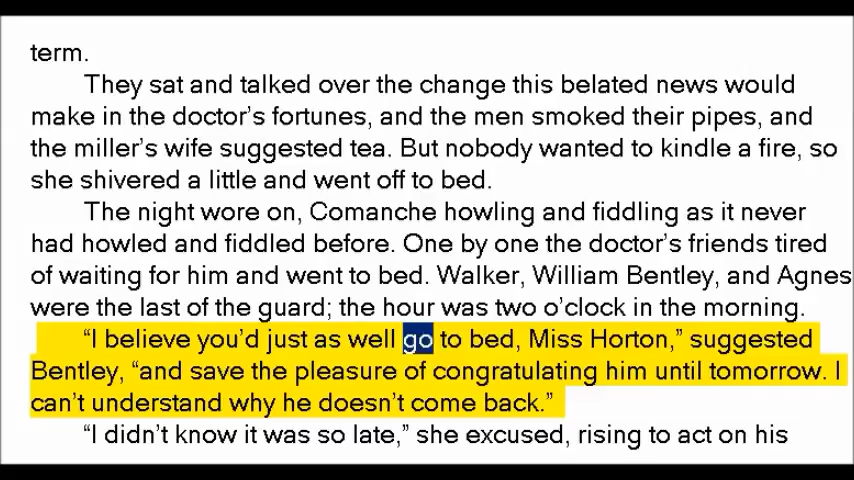 term.
They sat and talked over the change this belated news would
make in the doctor’s fortunes, and the men smoked their pipes, and
the miller’s wife suggested tea. But nobody wanted to kindle a fire, so
she shivered a little and went off to bed.
The night wore on, Comanche howling and fiddling as it never
had howled and fiddled before. One by one the doctor’s friends tired
of waiting for him and went to bed. Walker, William Bentley, and Agnes
were the last of the guard; the hour was two o’clock in the morning.
“I believe you’d just as well go to bed, Miss Horton,” suggested
Bentley, “and save the pleasure of congratulating him until tomorrow. I
can’t understand why he doesn’t come back.”
“I didn’t know it was so late,” she excused, rising to act on his